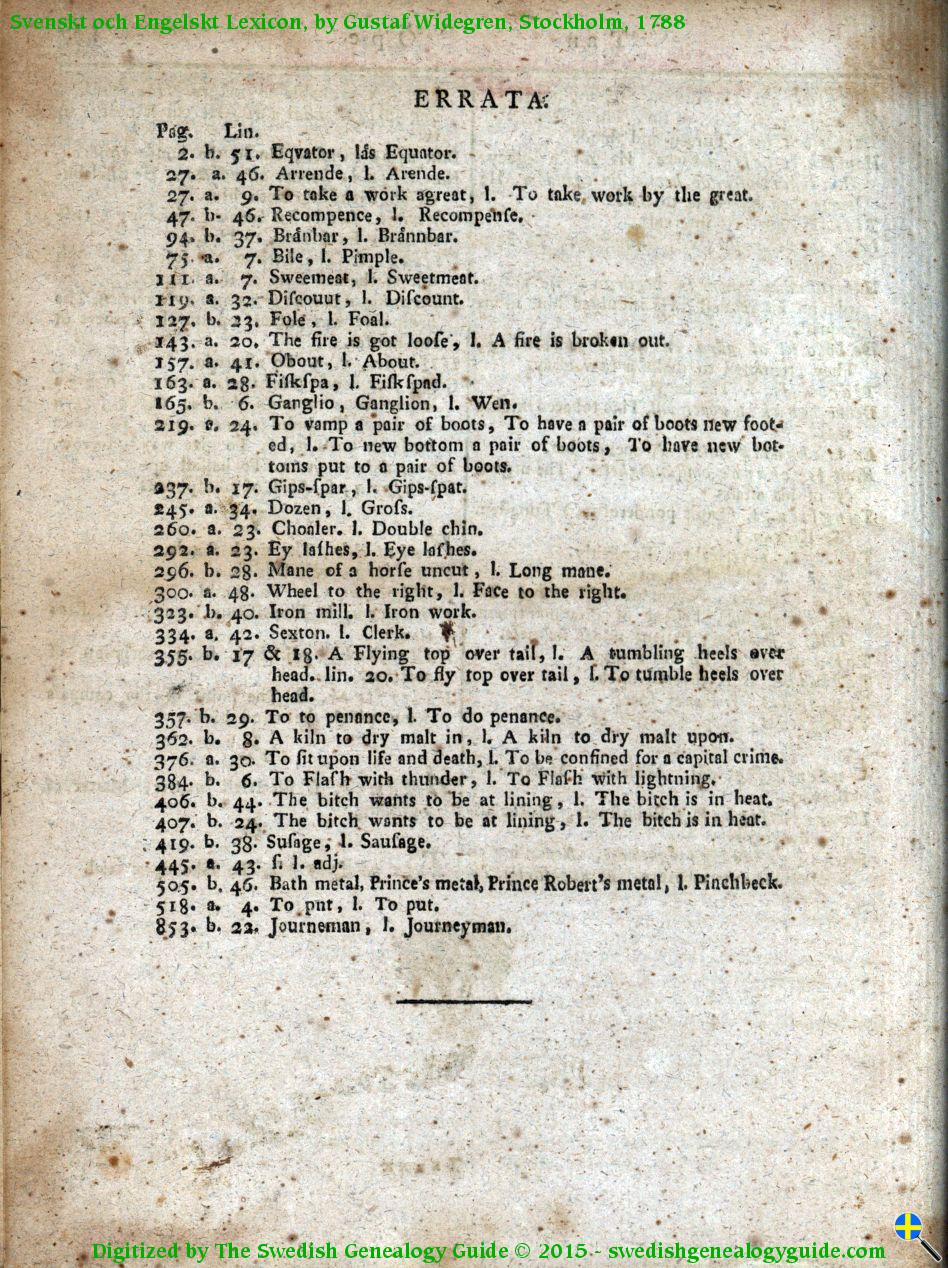 Svenskt och Engelskt Lexicon, by Gustaf Widegren, Stockholm, 1788
ERRATA.
Pag. Lin.
2. b. 51. Eqvator, läs Equator.
27. a. 46. Arrende, l. Arende.
27. a. 9. To take a work agreat, l. To take work by the great.
47. b. 46. Recompence, l. Recompenſe.
94. b. 37. Brånbar, l. Brånnbar.
75. a. 7. Bile, l. Pimple.
111. a. 7. Sweemeat, l. Sweetmeat.
119. a. 32. Diſcouut, l. Diſcount.
127. b. 23. Fole, l. Foal.
143. a. 20. The fire is got looſe, l. A fire is broken out.
157. a. 41. Obout, l. About.
163. a. 28. Fiſkſpa, l. Fiſkſpad.
165. b. 6. Ganglio, Ganglion, l. Wen.
219. a. 24. To vamp a pair of boots, To have a pair of boots new foot-
ed, l. To new bottom a pair of boots, To have new bot-
toms put to a pair of boots.
237. b. 17. Gips-ſpar, l. Gips-ſpat.
245. a. 34. Dozen, l. Groſs.
260. a. 23. Choaler. l. Double chin.
292. a. 23. Ey laſhes, l. Eye laſhes.
296. b. 28. Mane of a horſe uncut, l. Long mane.
300. a. 48. Wheel to the right, l. Face to the right.
323. b. 40. Iron mill. l. Iron work.
334. a. 42. Sexton. l. Clerk.
355. b. 17 & 18. A Flying top over tail, l. A tumbling heels over
head. lin. 20. To fly top over tail, l. To tumble heels over
head.
357. b. 29. To to penance, l. To do penance.
362. b. 8. A kiln to dry malt in, l. A kiln to dry malt upon.
376. a. 30. To ſit upon life and death, l. To be confined for a capital crime.
384. b. 6. To Flaſh with thunder, l. To Flaſh with lightning.
406. b. 44. The bitch wants to be at lining, l. The bitch is in heat.
407. b. 24. The bitch wants to be at lining, l. The bitch is in heat.
419. b. 38. Suſage, l. Sauſage.
445. a. 43. ſ. l. adj.
505. b. 46. Bath metal, Prince's metal, Prince Robert's metal, l. Pinchbeck.
518. a. 4. To pnt, l. To put.
853. b. 22. Journeman, l. Journeyman.
Digitized by The Swedish Genealogy Guide © 2015 - swedishgenealogyguide.com